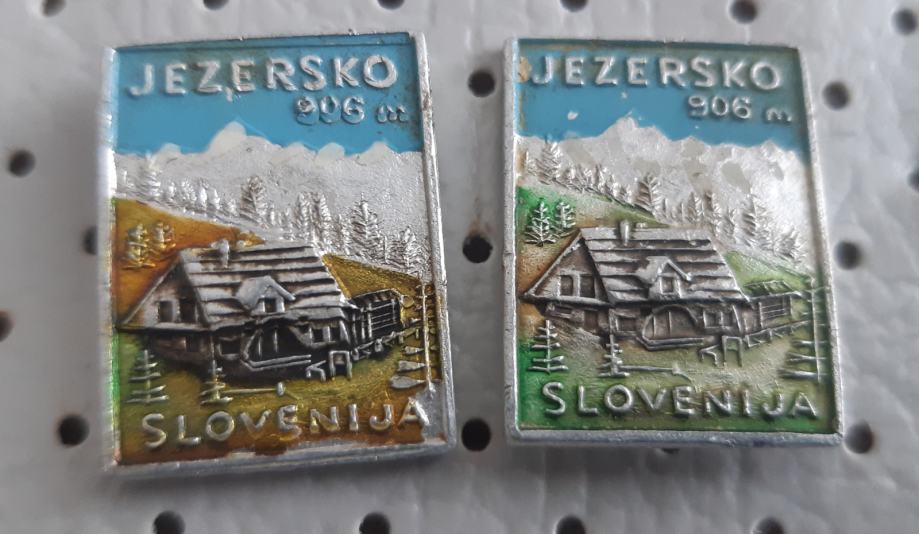 JEZERSKO
906 m
SLOVENIJA
JEZERSKO
906 m.
SLOVENIJA